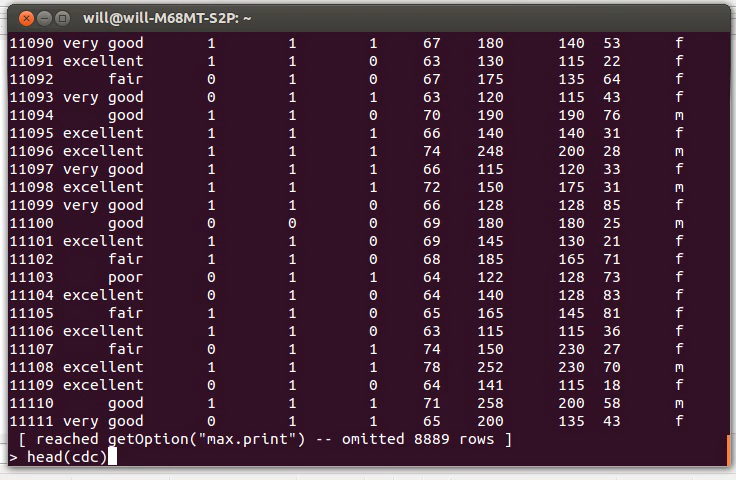 will@will-M68MT-S2P: ~
11090 very good 1 1 1 67 180 140 53 f
11091 excellent 1 1 0 63 130 115 22 f
11092 fair 0 1 0 67 175 135 64 f
11093 very good 0 1 1 63 120 115 43 f
11094 good 1 1 0 70 190 190 76 m
11095 excellent 1 1 1 66 140 140 31 f
11096 excellent 1 1 1 74 248 200 28 m
11097 very good 1 1 1 66 115 120 33 f
11098 excellent 1 1 1 72 150 175 31 m
11099 very good 1 1 0 66 128 128 85 f
11100 good 0 0 0 69 180 180 25 m
11101 excellent 1 1 0 69 145 130 21 f
11102 fair 1 1 0 68 185 165 71 f
11103 poor 0 1 1 64 122 128 73 f
11104 excellent 0 1 0 64 140 128 83 f
11105 fair 1 1 0 65 165 145 81 f
11106 excellent 1 1 0 63 115 115 36 f
11107 fair 0 1 1 74 150 230 27 f
11108 excellent 1 1 1 78 252 230 70 m
11109 excellent 0 1 0 64 141 115 18 f
11110 good 1 1 1 71 258 200 58 m
11111 very good 0 1 1 65 200 135 43 f
[ reached getOption("max.print") -- omitted 8889 rows ]
> head(cdc)